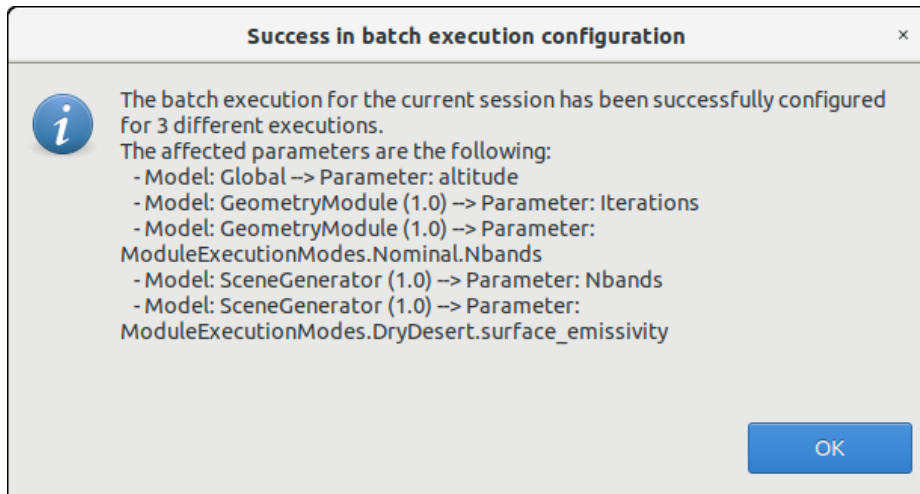 Success in batch execution configuration
×
The batch execution for the current session has been successfully configured
for 3 different executions.
The affected parameters are the following:
- Model: Global --> Parameter: altitude
- Model: GeometryModule (1.0) --> Parameter: Iterations
- Model: GeometryModule (1.0) --> Parameter:
ModuleExecutionModes.Nominal.Nbands
- Model: SceneGenerator (1.0) --> Parameter: Nbands
- Model: SceneGenerator (1.0) --> Parameter:
ModuleExecutionModes.DryDesert.surface_emissivity
OK